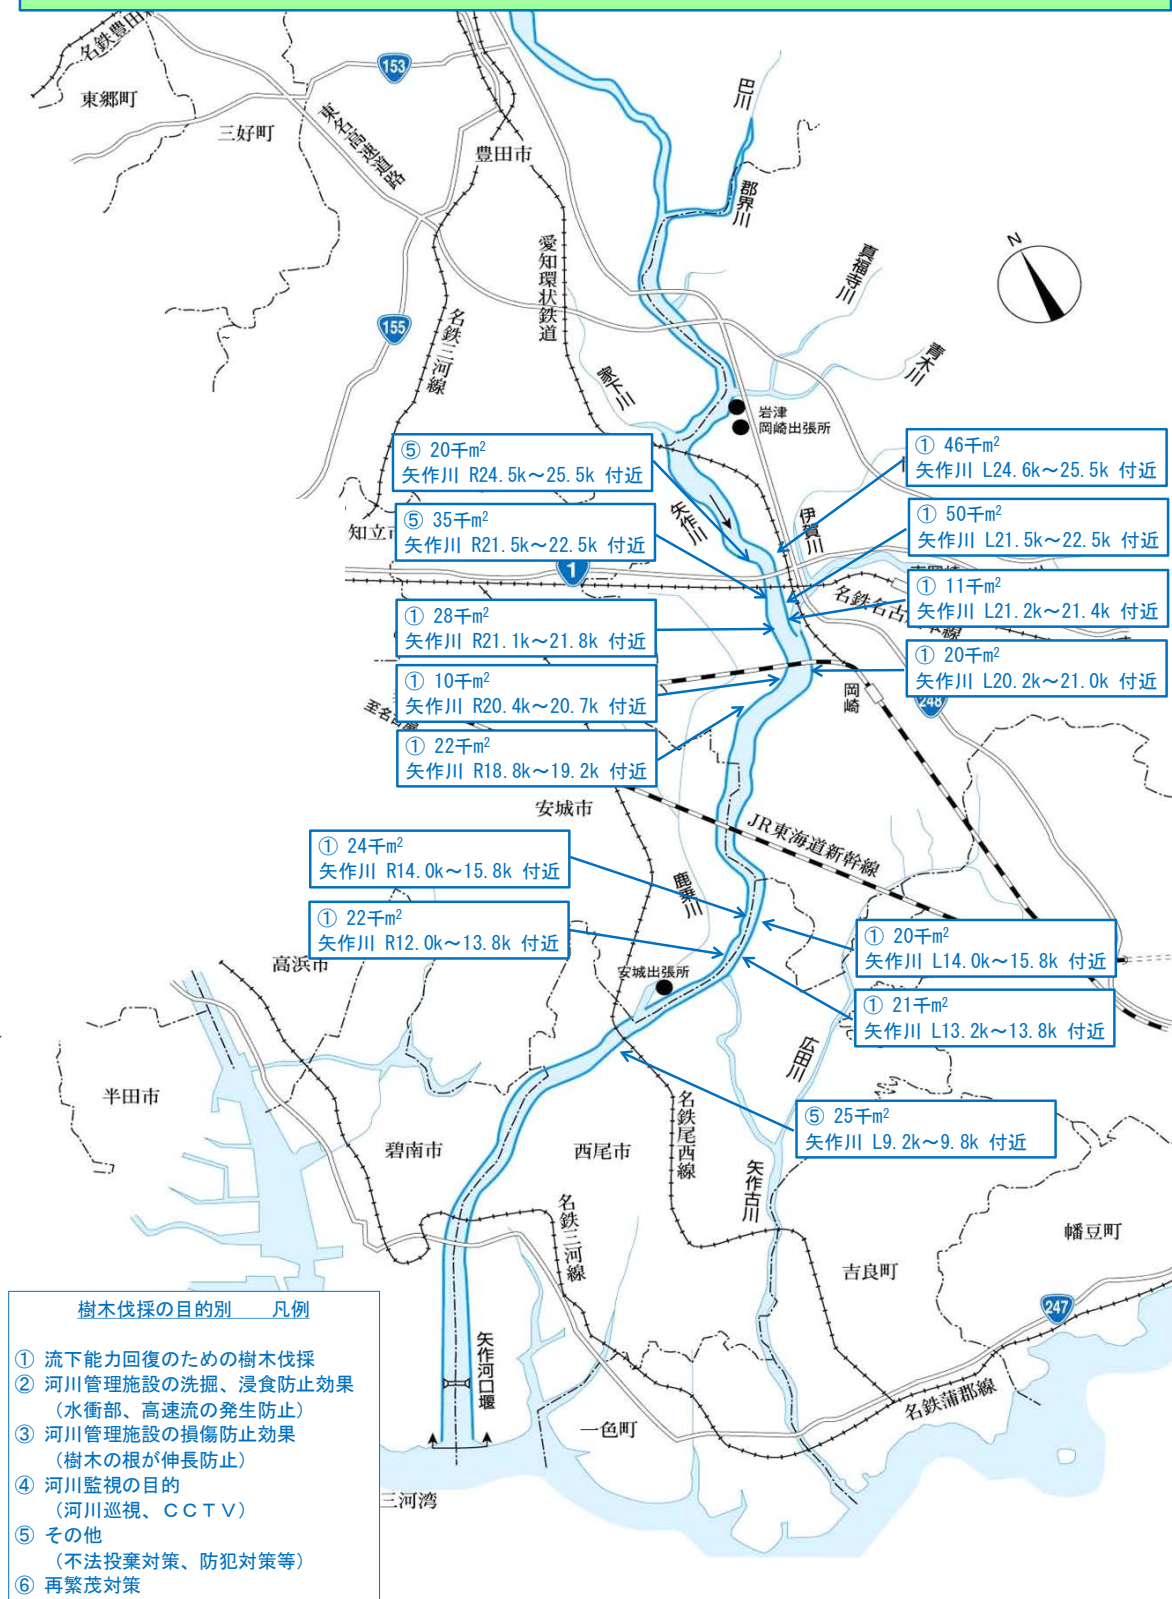 名鉄豊田
153
東郷町
三好町
東名高速道路
豊田市
巴川
郡界川
N
愛知環状鉄道
真福寺川
155
名鉄三河線
家下川
青木川
岩津
岡崎出張所
⑤ 20千m²
矢作川 R24.5k～25.5k 付近
① 46千m²
矢作川 L24.6k～25.5k 付近
⑤ 35千m²
矢作川 R21.5k～22.5k 付近
知立市
矢作川
伊賀川
① 50千m²
矢作川 L21.5k～22.5k 付近
1
① 11千m²
矢作川 L21.2k～21.4k 付近
名鉄名古屋本線
① 28千m²
矢作川 R21.1k～21.8k 付近
① 20千m²
矢作川 L20.2k～21.0k 付近
① 10千m²
矢作川 R20.4k～20.7k 付近
岡崎
248
至名古屋
① 22千m²
矢作川 R18.8k～19.2k 付近
安城市
JR東海道新幹線
① 24千m²
矢作川 R14.0k～15.8k 付近
鹿乗川
① 22千m²
矢作川 R12.0k～13.8k 付近
① 20千m²
矢作川 L14.0k～15.8k 付近
高浜市
安城出張所
① 21千m²
矢作川 L13.2k～13.8k 付近
広田川
半田市
⑤ 25千m²
矢作川 L9.2k～9.8k 付近
碧南市
西尾市
名鉄尾西線
矢作古川
名鉄三河線
幡豆町
吉良町
247
矢作河口堰
名鉄蒲郡線
一色町
三河湾
樹木伐採の目的別 凡例
① 流下能力回復のための樹木伐採
② 河川管理施設の洗掘、浸食防止効果
（水衝部、高速流の発生防止）
③ 河川管理施設の損傷防止効果
（樹木の根が伸長防止）
④ 河川監視の目的
（河川巡視、ＣＣＴＶ）
⑤ その他
（不法投棄対策、防犯対策等）
⑥ 再繁茂対策